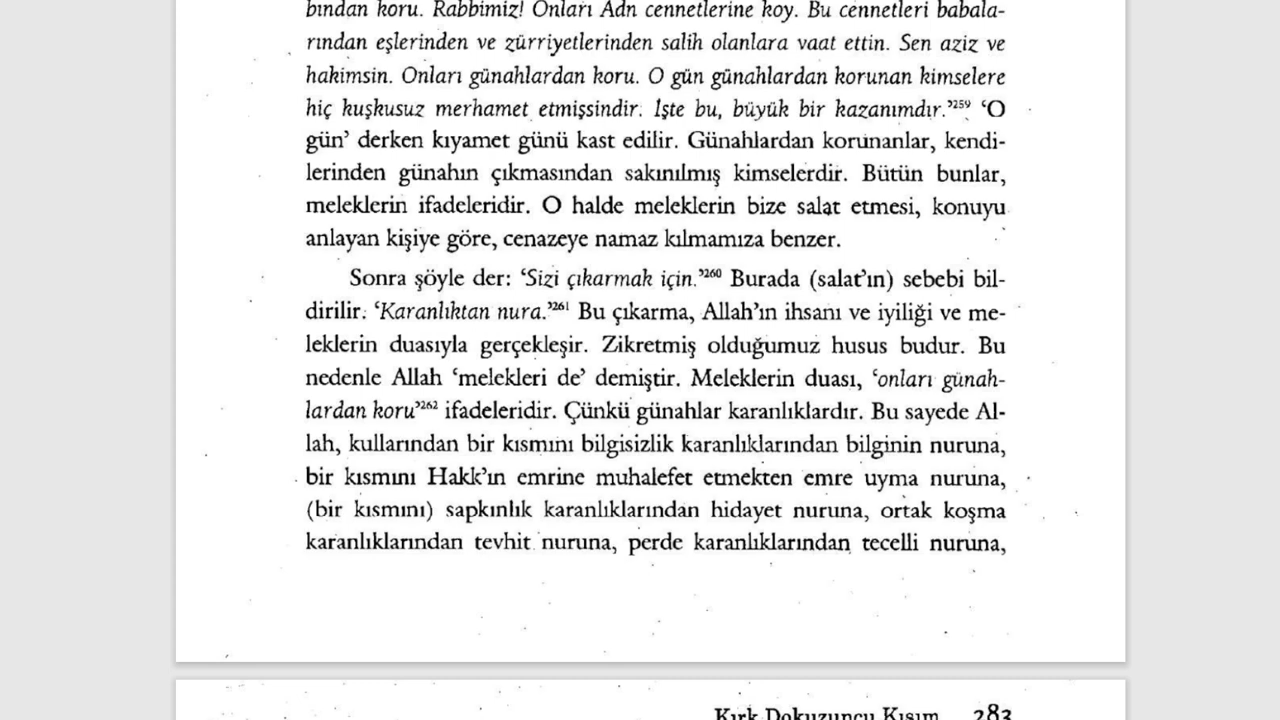 bından koru. Rabbimiz! Onları Adn cennetlerine koy. Bu cennetleri babala-
rından eşlerinden ve zürriyetlerinden salih olanlara vaat ettin. Sen aziz ve
hakimsin. Onları günahlardan koru. O gün günahlardan korunan kimselere
hiç kuşkusuz merhamet etmişsindir. İşte bu, büyük bir kazanımdır.’²⁵⁹ ‘O
gün’ derken kıyamet günü kast edilir. Günahlardan korunanlar, kendi-
lerinden günahın çıkmasından sakınılmış kimselerdir. Bütün bunlar,
meleklerin ifadeleridir. O halde meleklerin bize salat etmesi, konuyu
anlayan kişiye göre, cenazeye namaz kılmamıza benzer.
Sonra şöyle der: ‘Sizi çıkarmak için.’²⁶⁰ Burada (salat’ın) sebebi bil-
dirilir. ‘Karanlıktan nura.’²⁶¹ Bu çıkarma, Allah’ın ihsanı ve iyiliği ve me-
leklerin duasıyla gerçekleşir. Zikretmiş olduğumuz husus budur. Bu
nedenle Allah ‘melekleri de’ demiştir. Meleklerin duası, ‘onları günah-
lardan koru’²⁶² ifadeleridir. Çünkü günahlar karanlıklardır. Bu sayede Al-
lah, kullarından bir kısmını bilgisizlik karanlıklarından bilginin nuruna,
bir kısmını Hakk’ın emrine muhalefet etmekten emre uyma nuruna,
(bir kısmını) sapkınlık karanlıklarından hidayet nuruna, ortak koşma
karanlıklarından tevhit nuruna, perde karanlıklarından tecelli nuruna,
Kırk Dokuzuncu Kısım 283